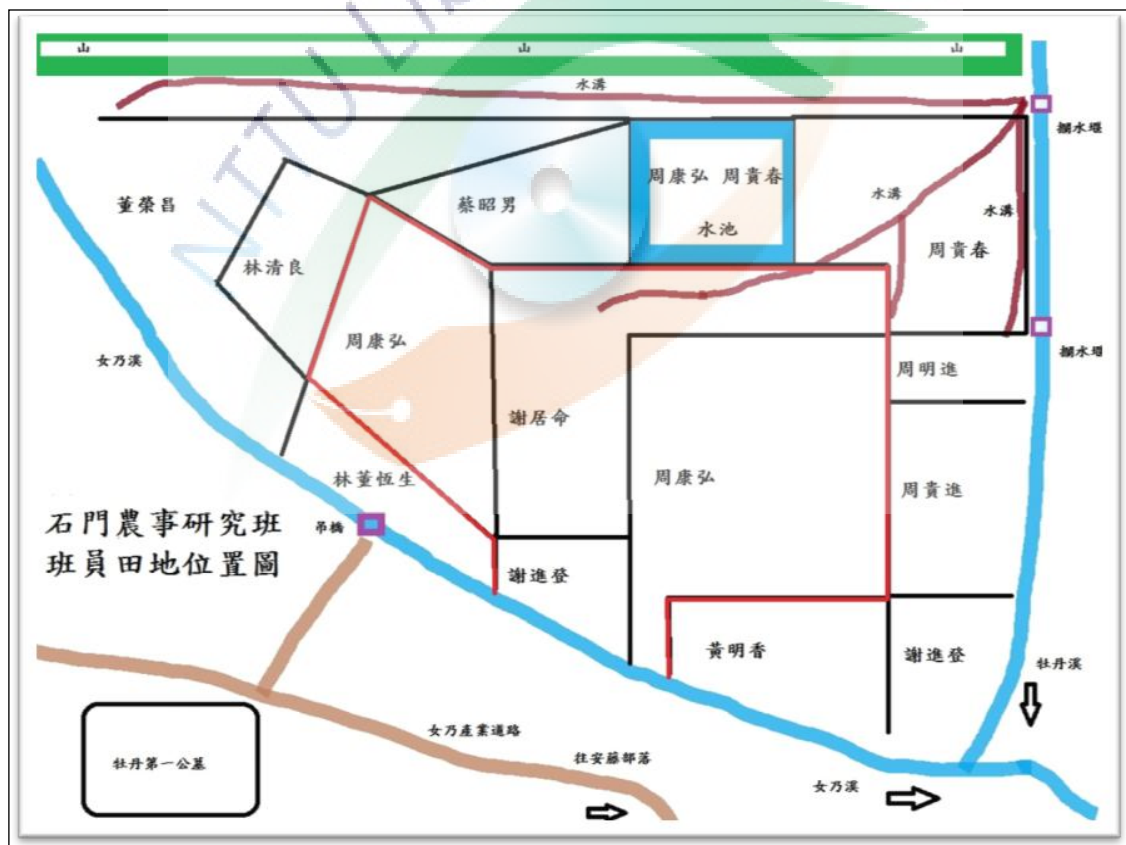 山 山 山
水溝
攔水堰
董榮昌
蔡昭男
周康弘 周貴春
水池
水溝
水溝
周貴春
林清良
女乃溪
周康弘
攔水堰
周明進
謝居命
林董恆生
周康弘
周貴進
石門農事研究班
班員田地位置圖
吊橋
謝進登
黃明香
謝進登
牡丹溪
女乃產業道路
往安藤部落
牡丹第一公墓
女乃溪